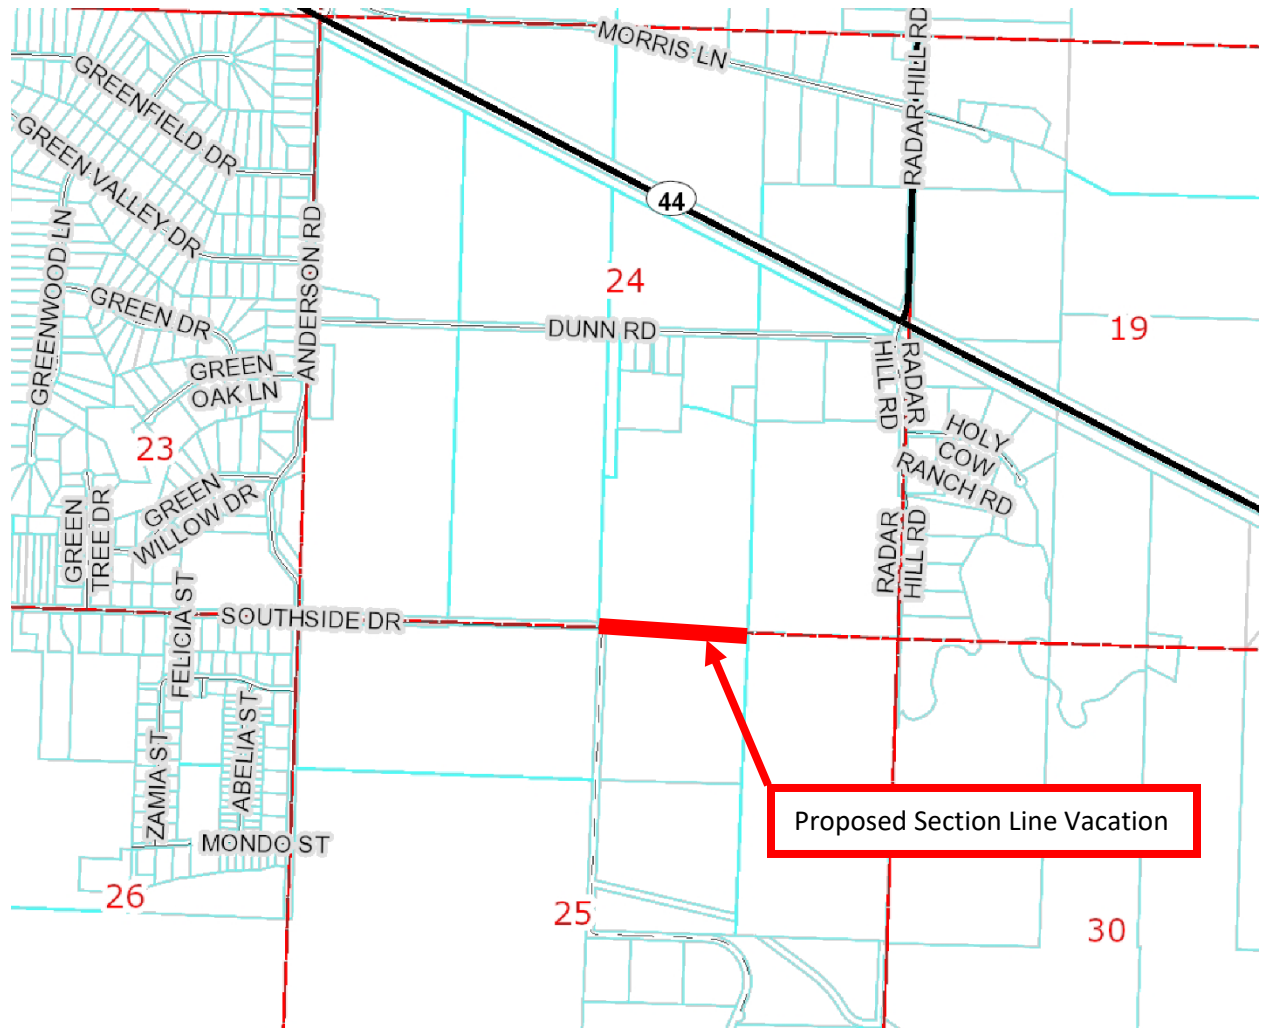 MORRIS LN
RADAR HILL RD
GREENFIELD DR
GREEN VALLEY DR
44
GREENWOOD LN
ANDERSON RD
24
GREEN DR
DUNN RD
19
GREEN
OAK LN
RADAR
HILL RD
23
HOLY
COW
RANCH RD
GREEN
WILLOW DR
GREEN
TREE DR
RADAR
HILL RD
FELICIA ST
SOUTHSIDE DR
ZAMIA ST
ABELIA ST
Proposed Section Line Vacation
MONDO ST
26
25
30